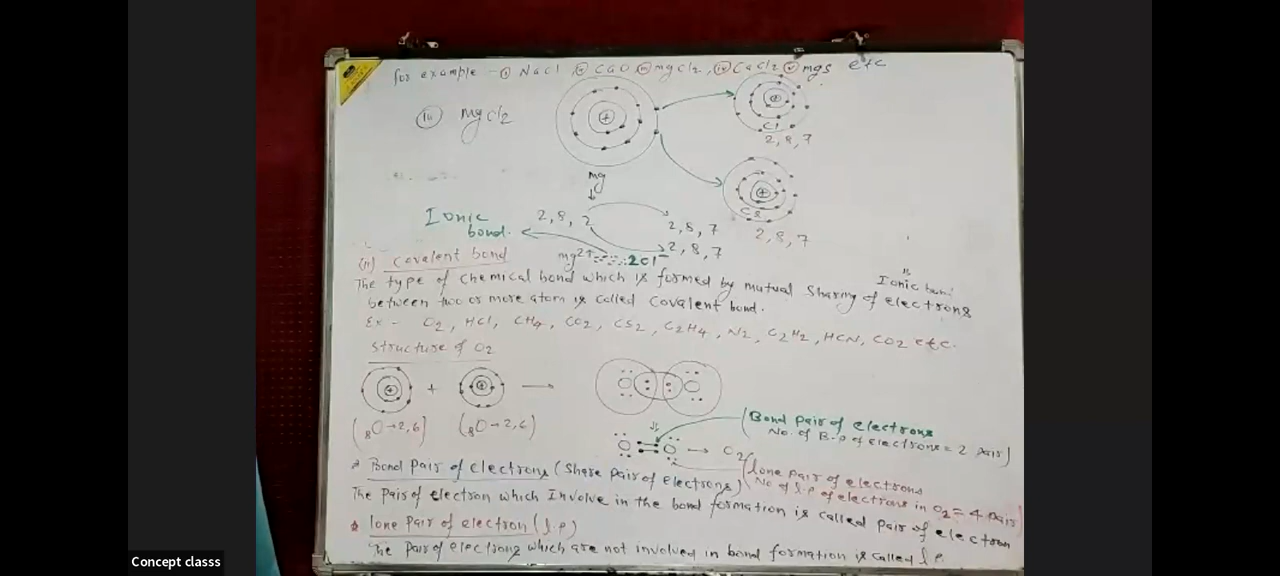 for example - (i) NaCl (ii) CaO (iii) mgCl2, (iv) CaCl2 (v) mgs etc
(iii) mgCl2
Cl
2, 8, 7
mg
Cl
2, 8, 7
2, 8, 2
2, 8, 7
2, 8, 7
Ionic
bond.
mg2+ 2Cl-
Ionic
(ii) Covalent bond
The type of chemical bond which is formed by mutual sharing of electrons
between two or more atom is called Covalent bond.
Ex - O2, HCl, CH4, CO2, CS2, C2H4, N2, C2H2, HCN, CO2 etc.
Structure of O2
+
(8O→2,6) (8O→2,6)
O O
O = O → O2
(Bond pair of electrons
No. of B.p of electrons = 2 pair)
(lone pair of electrons
No of l.p of electrons in O2 = 4 pair)
Bond pair of electrons (Share pair of electrons)
The pair of electron which Involve in the bond formation is called pair of electron
lone pair of electron (l.p)
The pair of electrons which are not involved in bond formation is called l.p.
Concept classs